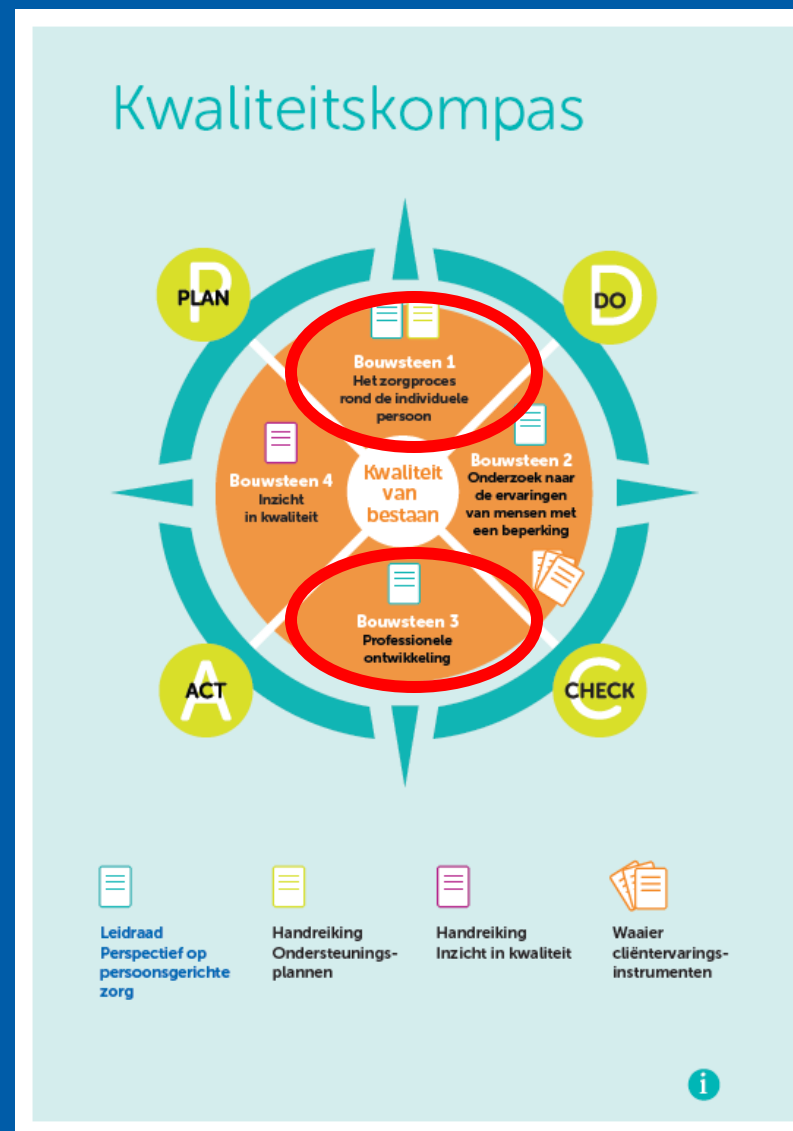 Kwaliteitskompas
PLAN
DO
Bouwsteen 1
Het zorgproces
rond de individuele
persoon
Bouwsteen 2
Onderzoek naar
de ervaringen
van mensen met
een beperking
Bouwsteen 4
Inzicht
in kwaliteit
Kwaliteit
van
bestaan
Bouwsteen 3
Professionele
ontwikkeling
ACT
CHECK
Leidraad
Perspectief op
persoonsgerichte
zorg
Handreiking
Ondersteunings-
plannen
Handreiking
Inzicht in kwaliteit
Waaier
cliëntervarings-
instrumenten
i